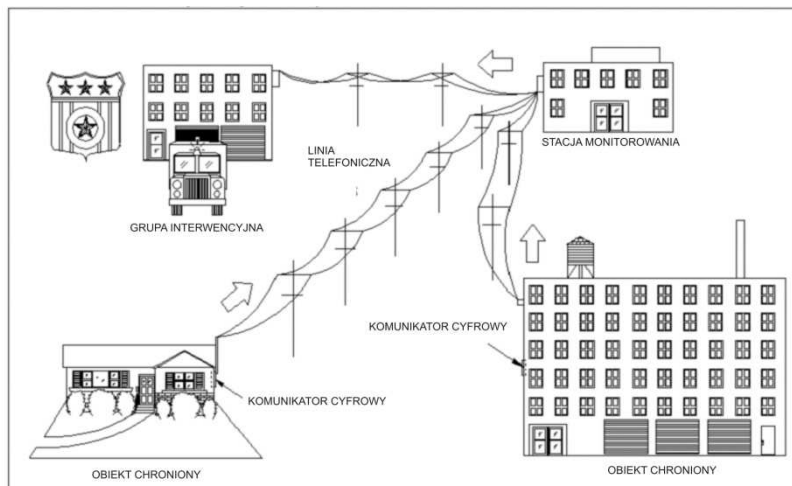 STACJA MONITOROWANIA
LINIA
TELEFONICZNA
GRUPA INTERWENCYJNA
KOMUNIKATOR CYFROWY
KOMUNIKATOR CYFROWY
OBIEKT CHRONIONY
OBIEKT CHRONIONY